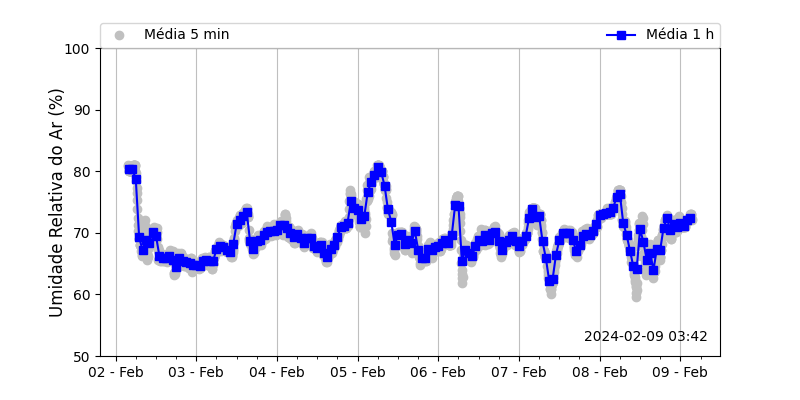 Média 5 min
Média 1 h
Umidade Relativa do Ar (%)
100
90
80
70
60
50
2024-02-09 03:42
02 - Feb
03 - Feb
04 - Feb
05 - Feb
06 - Feb
07 - Feb
08 - Feb
09 - Feb